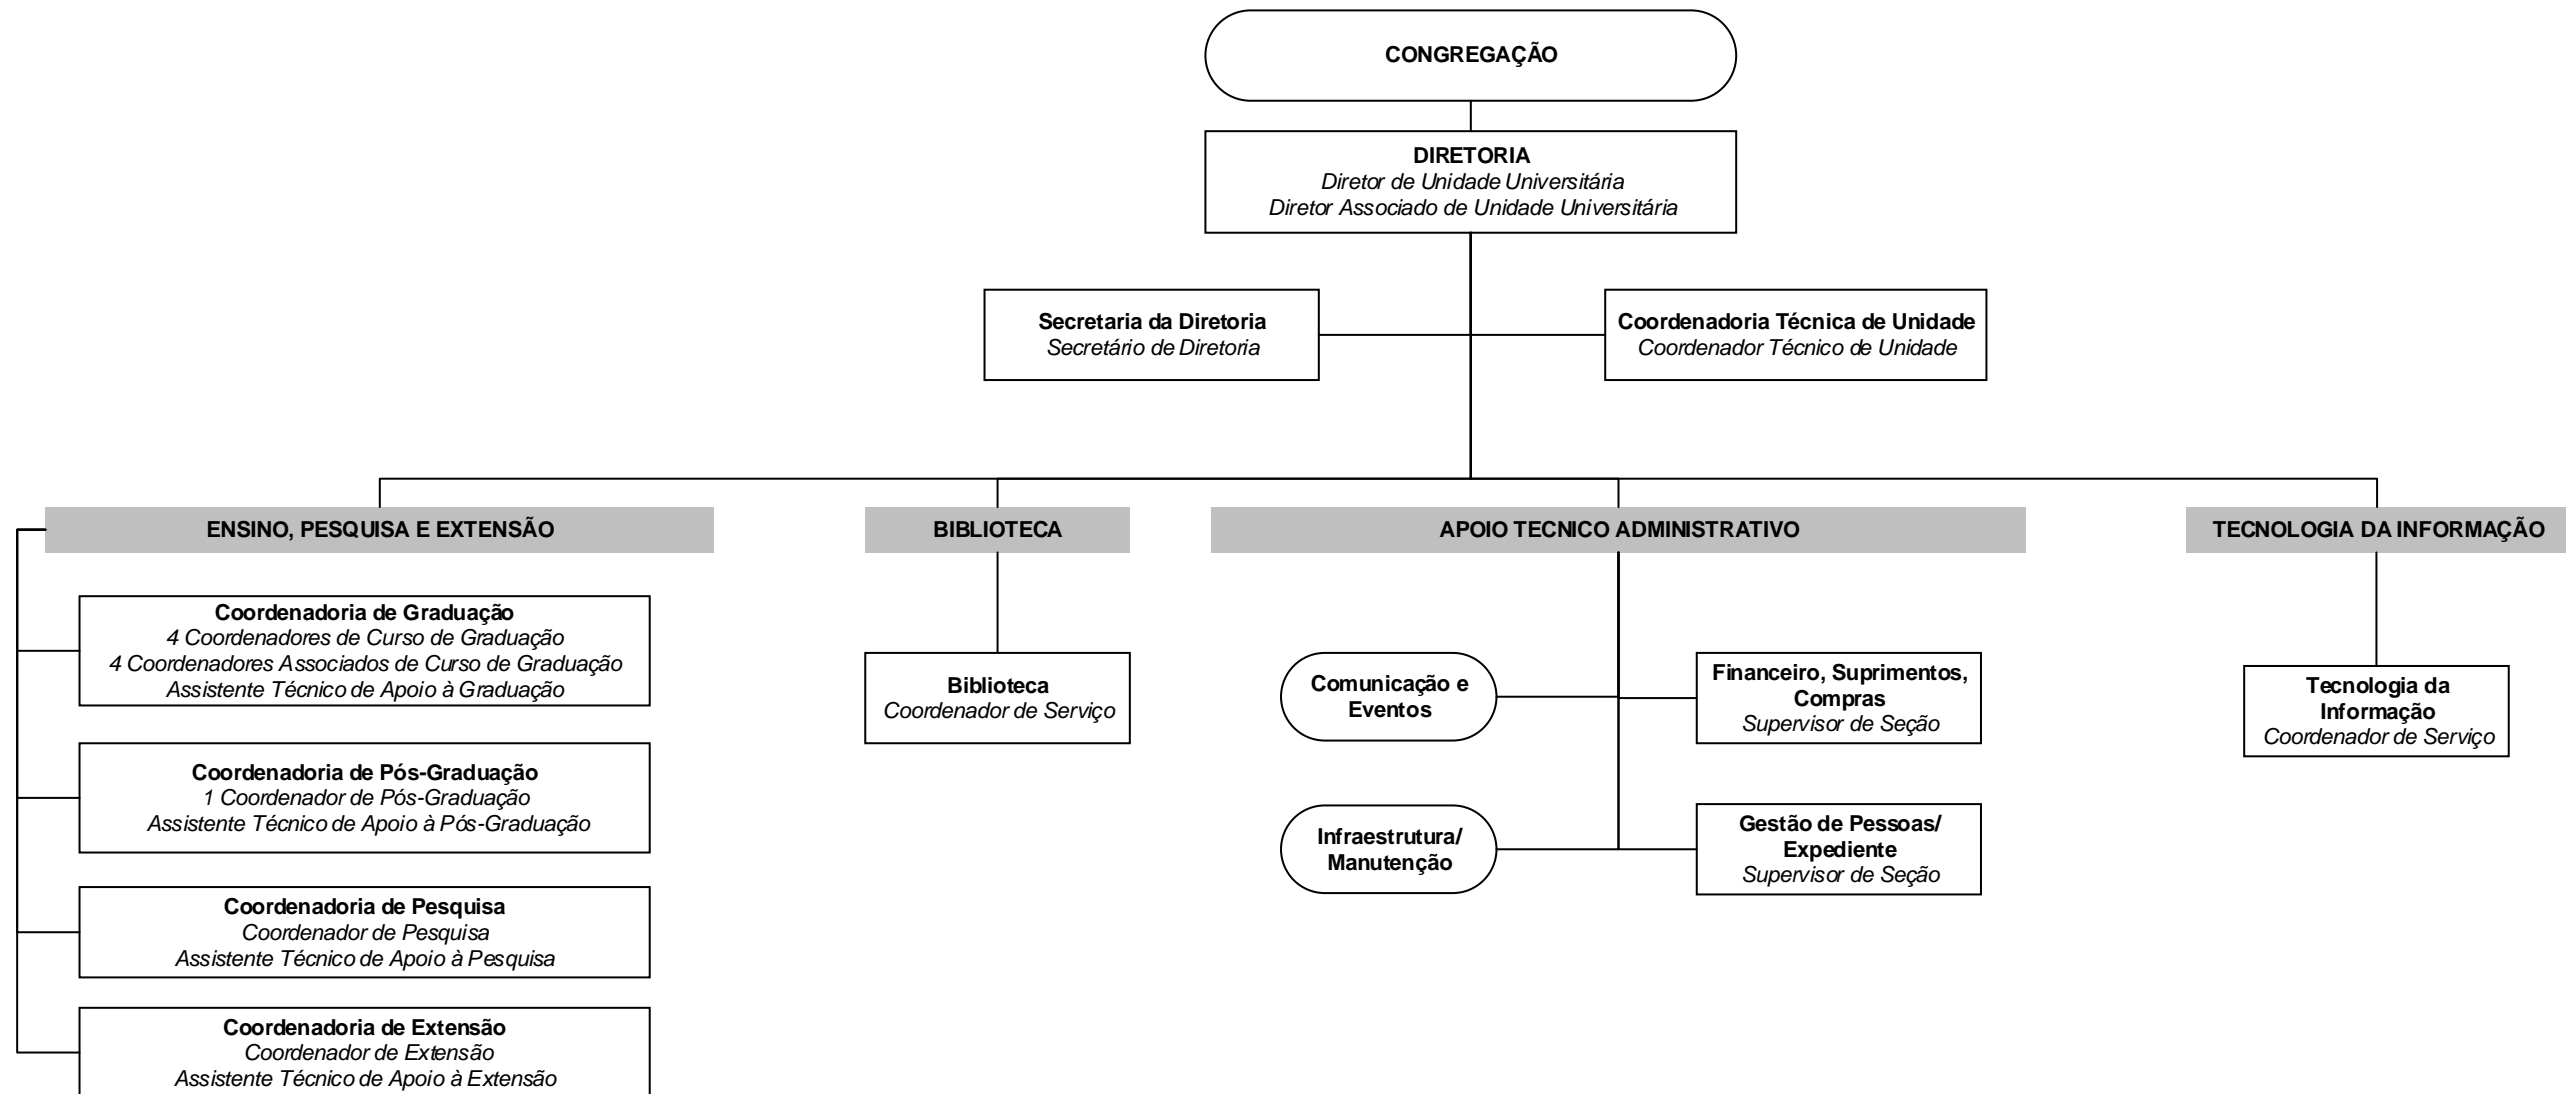 CONGREGAÇÃO
DIRETORIA
Diretor de Unidade Universitária
Diretor Associado de Unidade Universitária
Secretaria da Diretoria
Secretário de Diretoria
Coordenadoria Técnica de Unidade
Coordenador Técnico de Unidade
ENSINO, PESQUISA E EXTENSÃO
BIBLIOTECA
APOIO TECNICO ADMINISTRATIVO
TECNOLOGIA DA INFORMAÇÃO
Coordenadoria de Graduação
4 Coordenadores de Curso de Graduação
4 Coordenadores Associados de Curso de Graduação
Assistente Técnico de Apoio à Graduação
Coordenadoria de Pós-Graduação
1 Coordenador de Pós-Graduação
Assistente Técnico de Apoio à Pós-Graduação
Coordenadoria de Pesquisa
Coordenador de Pesquisa
Assistente Técnico de Apoio à Pesquisa
Coordenadoria de Extensão
Coordenador de Extensão
Assistente Técnico de Apoio à Extensão
Biblioteca
Coordenador de Serviço
Comunicação e
Eventos
Financeiro, Suprimentos,
Compras
Supervisor de Seção
Infraestrutura/
Manutenção
Gestão de Pessoas/
Expediente
Supervisor de Seção
Tecnologia da
Informação
Coordenador de Serviço